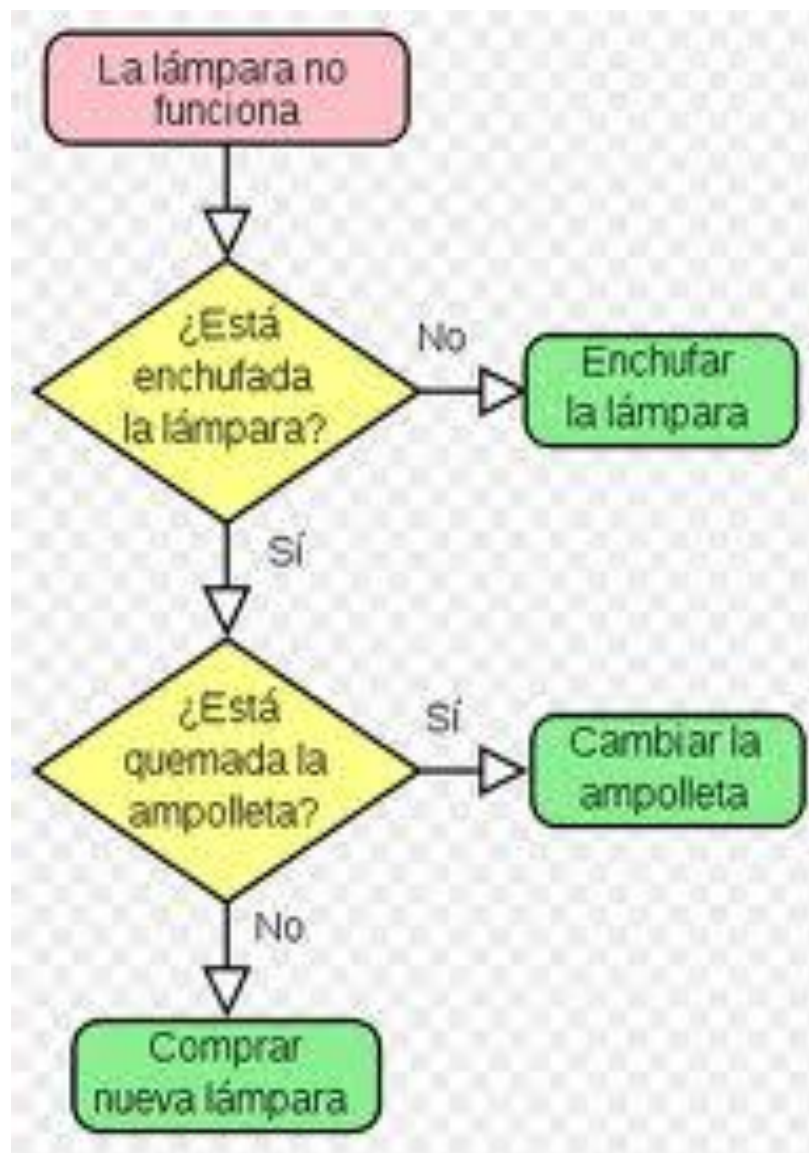 La lámpara no
funciona
¿Está
enchufada
la lámpara?
No
Enchufar
la lámpara
Sí
¿Está
quemada la
ampolleta?
Sí
Cambiar la
ampolleta
No
Comprar
nueva lámpara